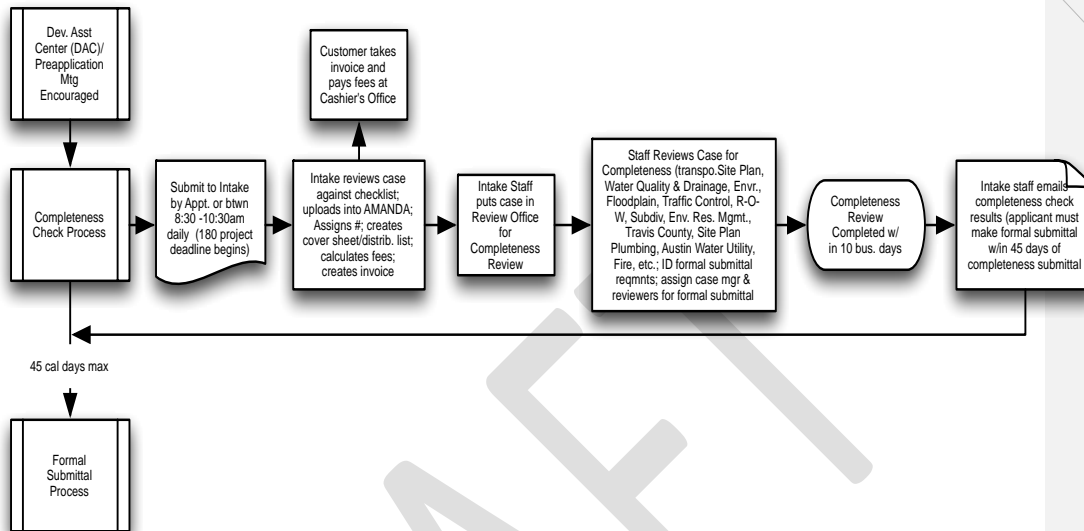 Dev. Asst
Center (DAC)/
Preapplication
Mtg
Encouraged
Customer takes
invoice and
pays fees at
Cashier's Office
Completeness
Check Process
Submit to Intake
by Appt. or btwn
8:30 -10:30am
daily (180 project
deadline begins)
Intake reviews case
against checklist;
uploads into AMANDA;
Assigns #; creates
cover sheet/distrib. list;
calculates fees;
creates invoice
Intake Staff
puts case in
Review Office
for
Completeness
Review
Staff Reviews Case for
Completeness (transpo.Site Plan,
Water Quality & Drainage, Envr.,
Floodplain, Traffic Control, R-O-
W, Subdiv, Env. Res. Mgmt.,
Travis County, Site Plan
Plumbing, Austin Water Utility,
Fire, etc.; ID formal submittal
reqmnts; assign case mgr &
reviewers for formal submittal
Completeness
Review
Completed w/
in 10 bus. days
Intake staff emails
completeness check
results (applicant must
make formal submittal
w/in 45 days of
completeness submittal
45 cal days max
Formal
Submittal
Process
AFT